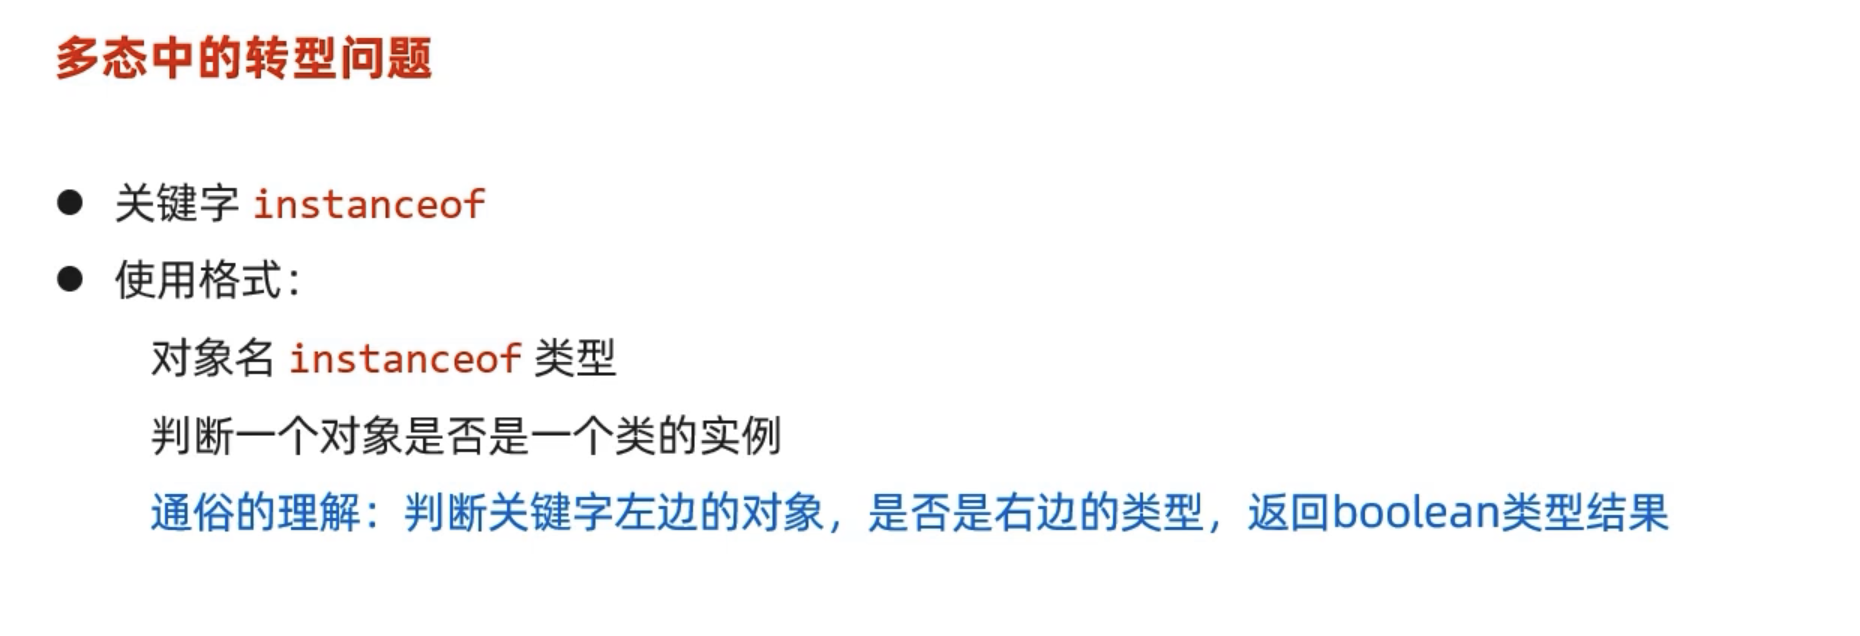 多态中的转型问题
● 关键字 instanceof
● 使用格式：
对象名 instanceof 类型
判断一个对象是否是一个类的实例
通俗的理解：判断关键字左边的对象，是否是右边的类型，返回boolean类型结果